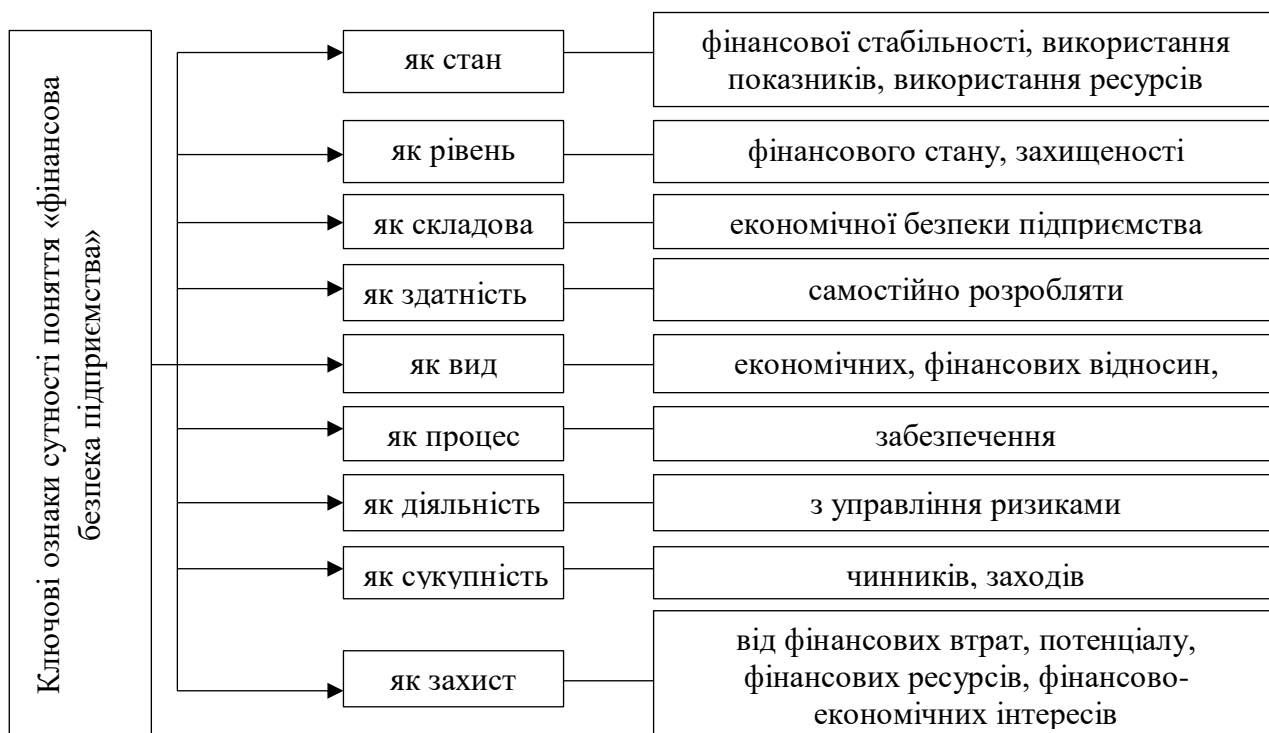 Ключові ознаки сутності поняття «фінансова
безпека підприємства»
як стан
фінансової стабільності, використання
показників, використання ресурсів
як рівень
фінансового стану, захищеності
як складова
економічної безпеки підприємства
як здатність
самостійно розробляти
як вид
економічних, фінансових відносин,
як процес
забезпечення
як діяльність
з управління ризиками
як сукупність
чинників, заходів
як захист
від фінансових втрат, потенціалу,
фінансових ресурсів, фінансово-
економічних інтересів